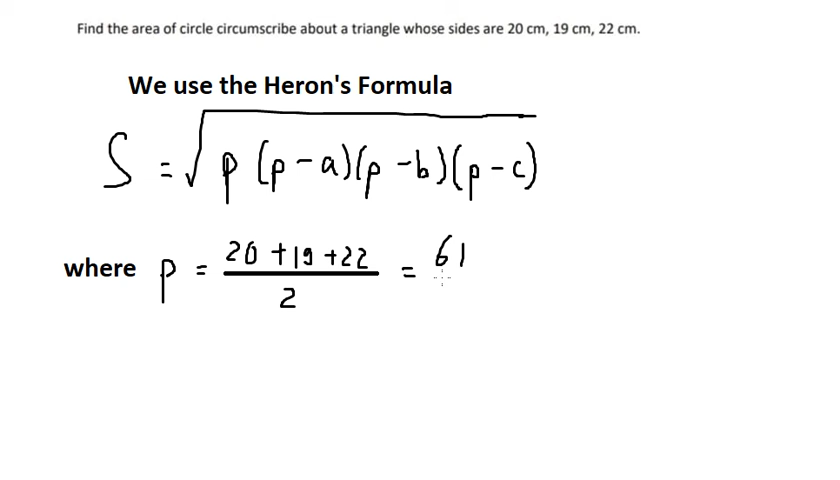 Find the area of circle circumscribe about a triangle whose sides are 20 cm, 19 cm, 22 cm.
We use the Heron's Formula
S = √p (p - a)(p - b)(p - c)
where p = 20 + 19 + 22 / 2 = 61